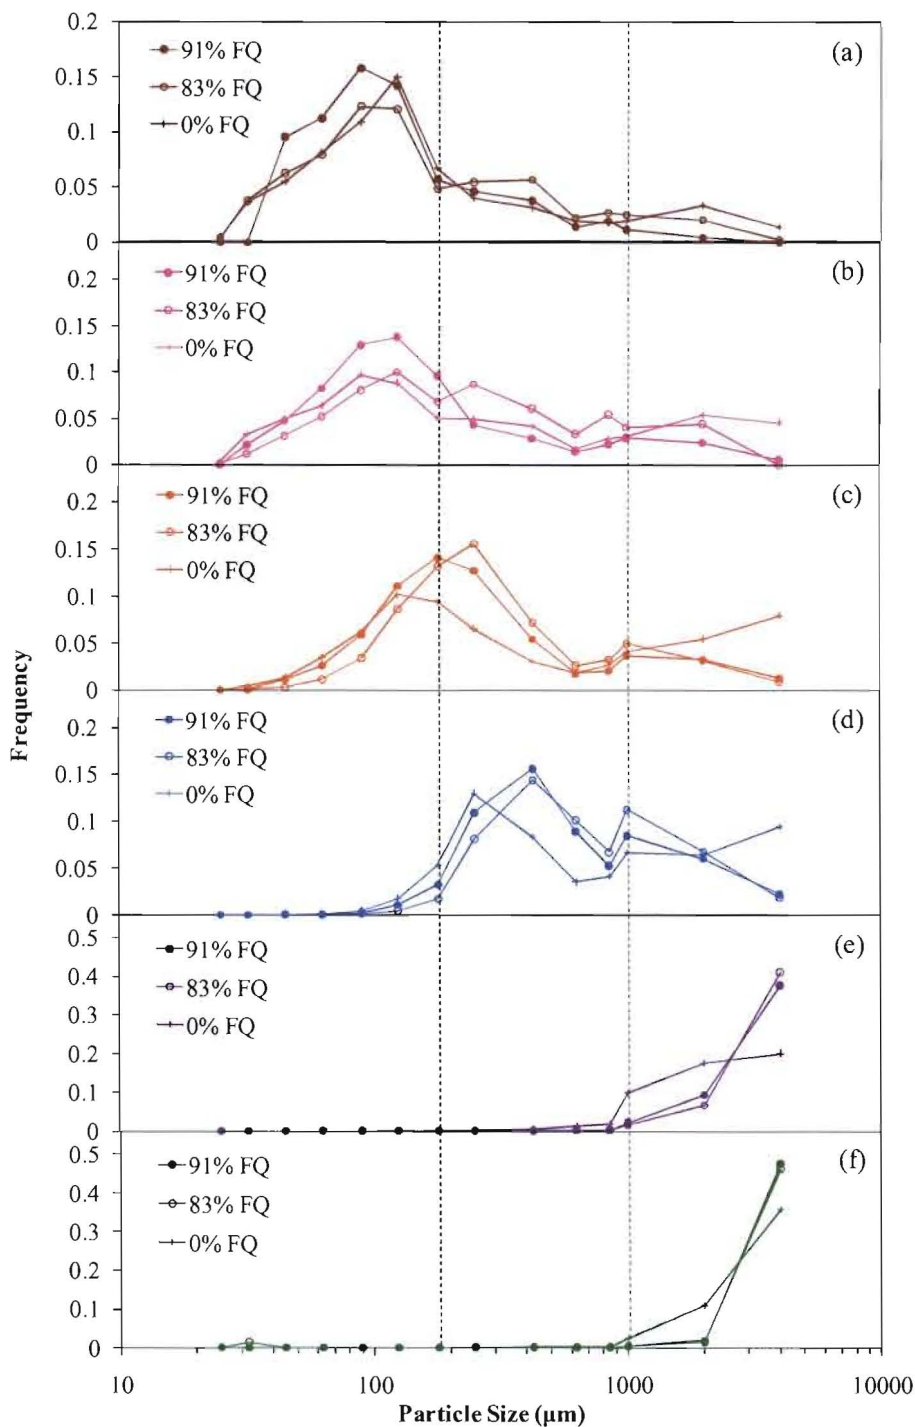 0.2
(a)
91% FQ
0.15
83% FQ
0.1
0% FQ
0.05
0
(b)
0.2
91% FQ
83% FQ
0.15
0% FQ
0.1
0.05
0
(c)
0.2
91% FQ
83% FQ
0.15
0% FQ
0.1
0.05
0
(d)
0.2
91% FQ
83% FQ
0.15
0% FQ
0.1
0.05
0
(e)
0.5
91% FQ
0.4
83% FQ
0.3
0% FQ
0.2
0.1
0
(f)
0.5
91% FQ
0.4
83% FQ
0.3
0% FQ
0.2
0.1
0
Frequency
10 100 1000 10000
Particle Size (µm)